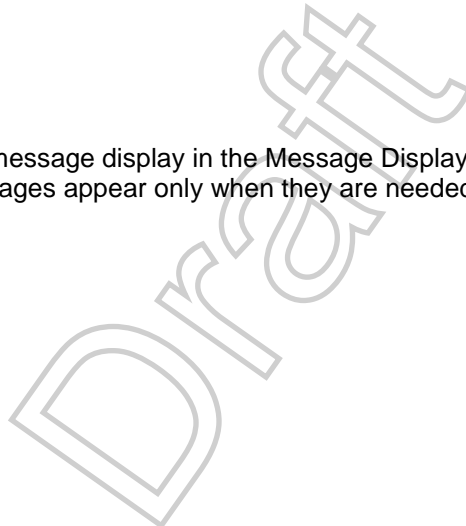 message display in the Message Display
ages appear only when they are needed
Draft